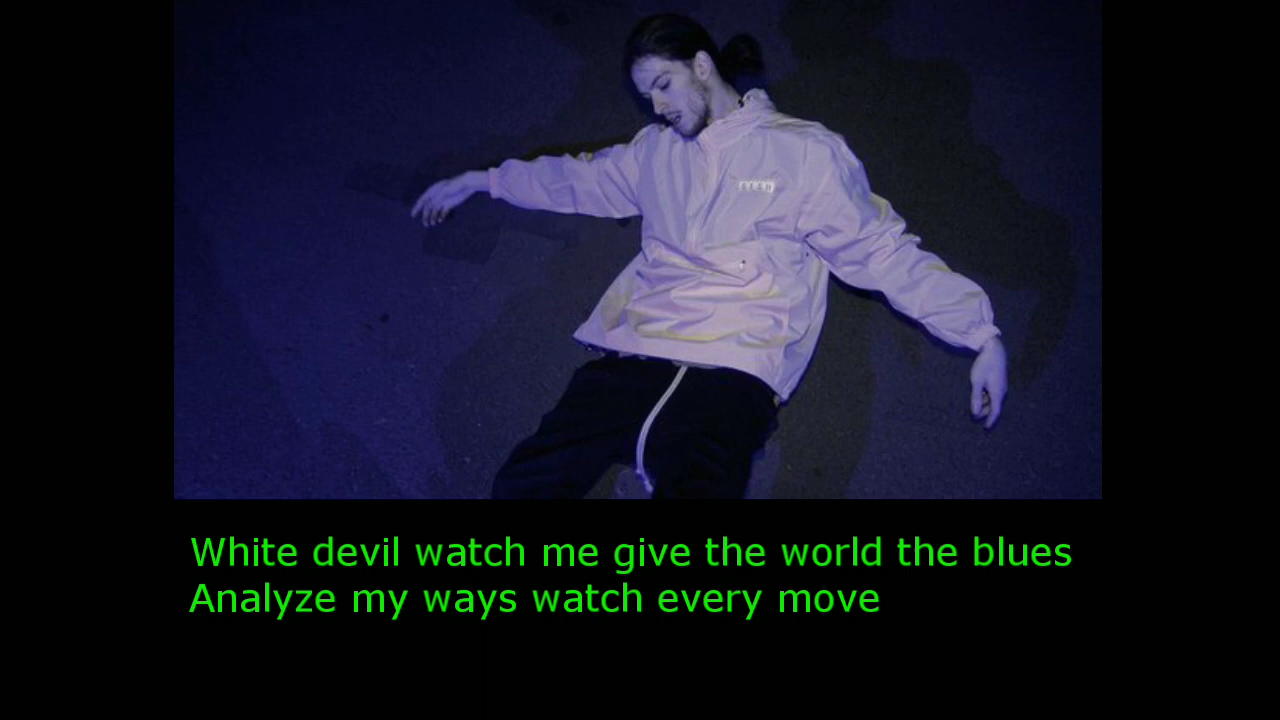 White devil watch me give the world the blues
Analyze my ways watch every move